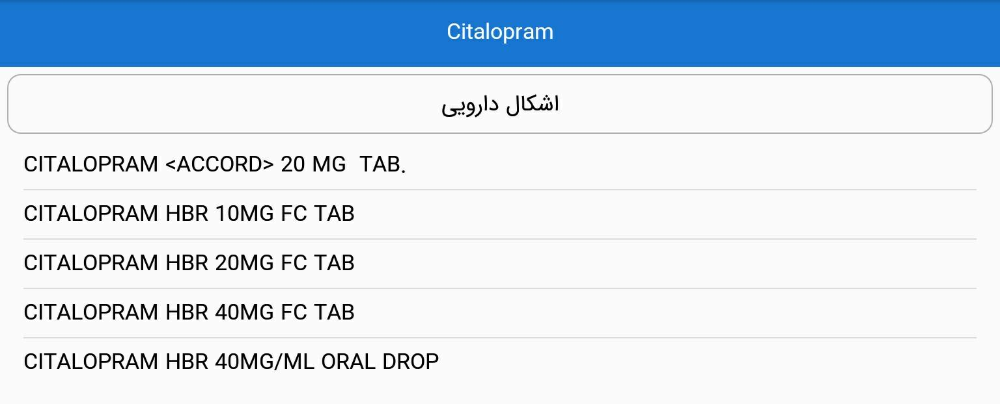 Citalopram
اشکال دارویی
CITALOPRAM <ACCORD> 20 MG  TAB.
CITALOPRAM HBR 10MG FC TAB
CITALOPRAM HBR 20MG FC TAB
CITALOPRAM HBR 40MG FC TAB
CITALOPRAM HBR 40MG/ML ORAL DROP